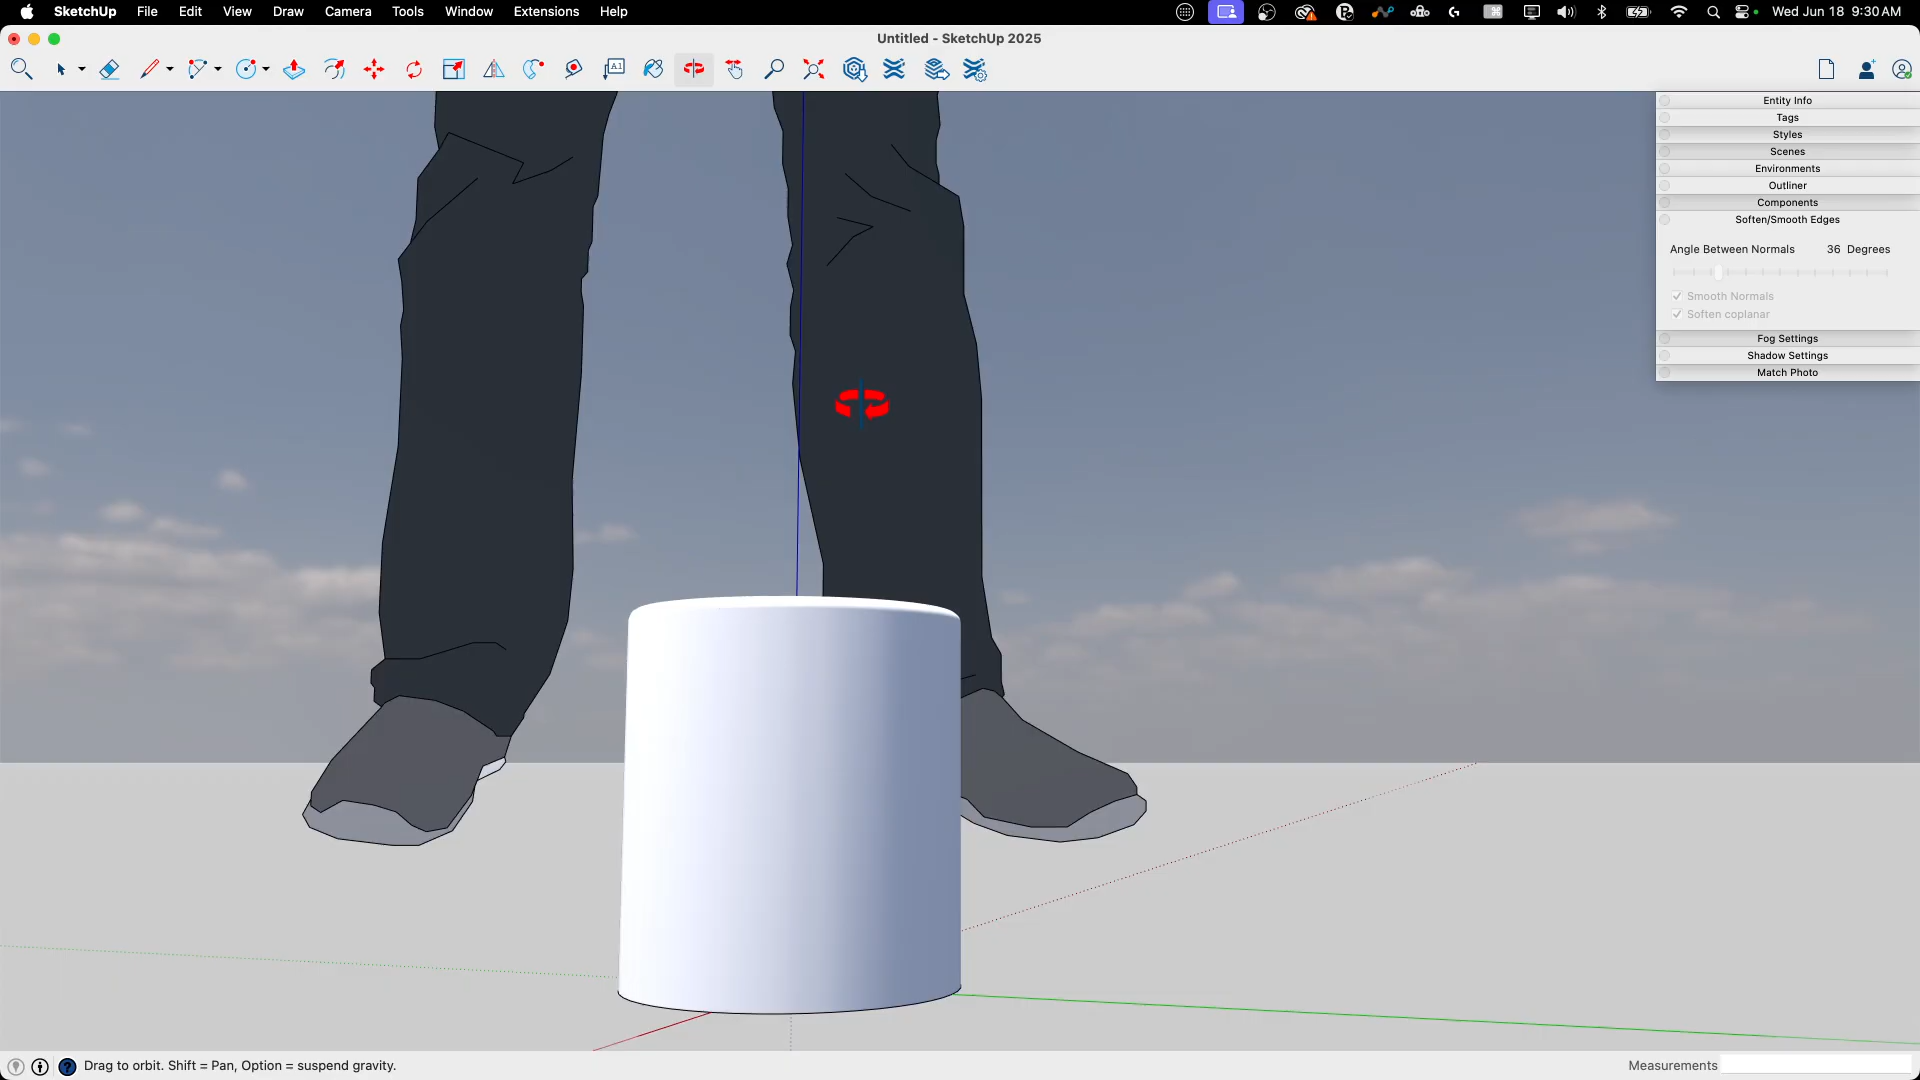 SketchUp File Edit View Draw Camera Tools Window Extensions Help Wed Jun 18 9:30 AM
Untitled - SketchUp 2025
A1
Entity Info
Tags
Styles
Scenes
Environments
Outliner
Components
Soften/Smooth Edges
Angle Between Normals 36 Degrees
Smooth Normals
Soften coplanar
Fog Settings
Shadow Settings
Match Photo
Drag to orbit. Shift = Pan, Option = suspend gravity. Measurements